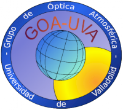 Grupo de Óptica Atmosférica
GOA-UVA
Universidad de Valladolid